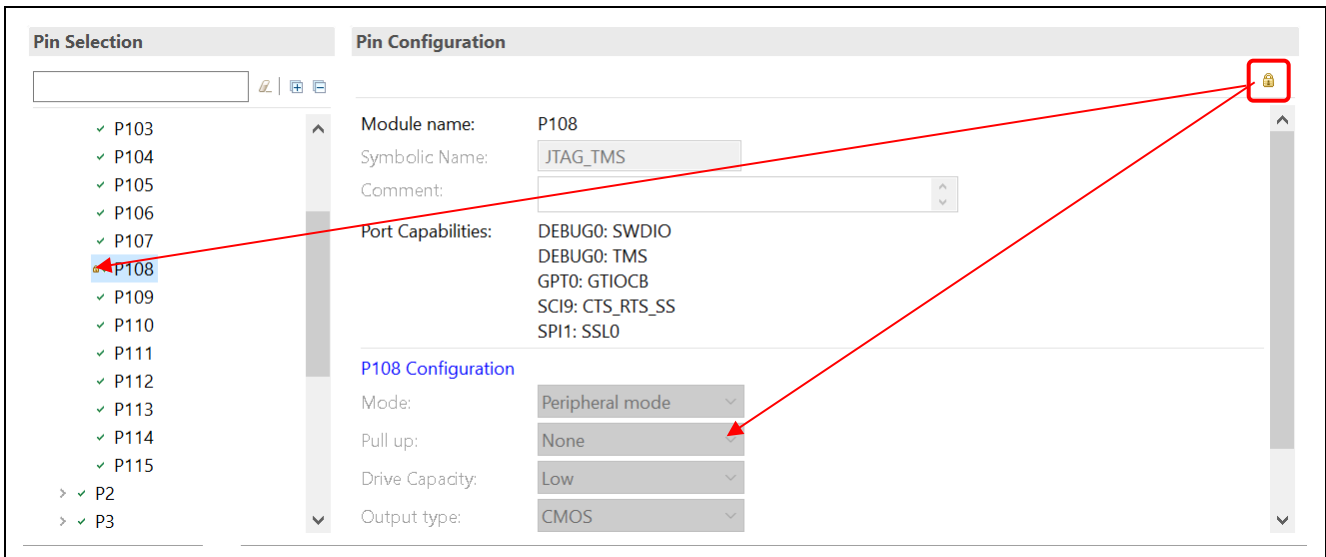 Pin Selection
P103
P104
P105
P106
P107
P108
P109
P110
P111
P112
P113
P114
P115
P2
P3
Pin Configuration
Module name: P108
Symbolic Name: JTAG_TMS
Comment:
Port Capabilities: DEBUG0: SWDIO
DEBUG0: TMS
GPT0: GTIOCB
SCI9: CTS_RTS_SS
SPI1: SSL0
P108 Configuration
Mode: Peripheral mode
Pull up: None
Drive Capacity: Low
Output type: CMOS